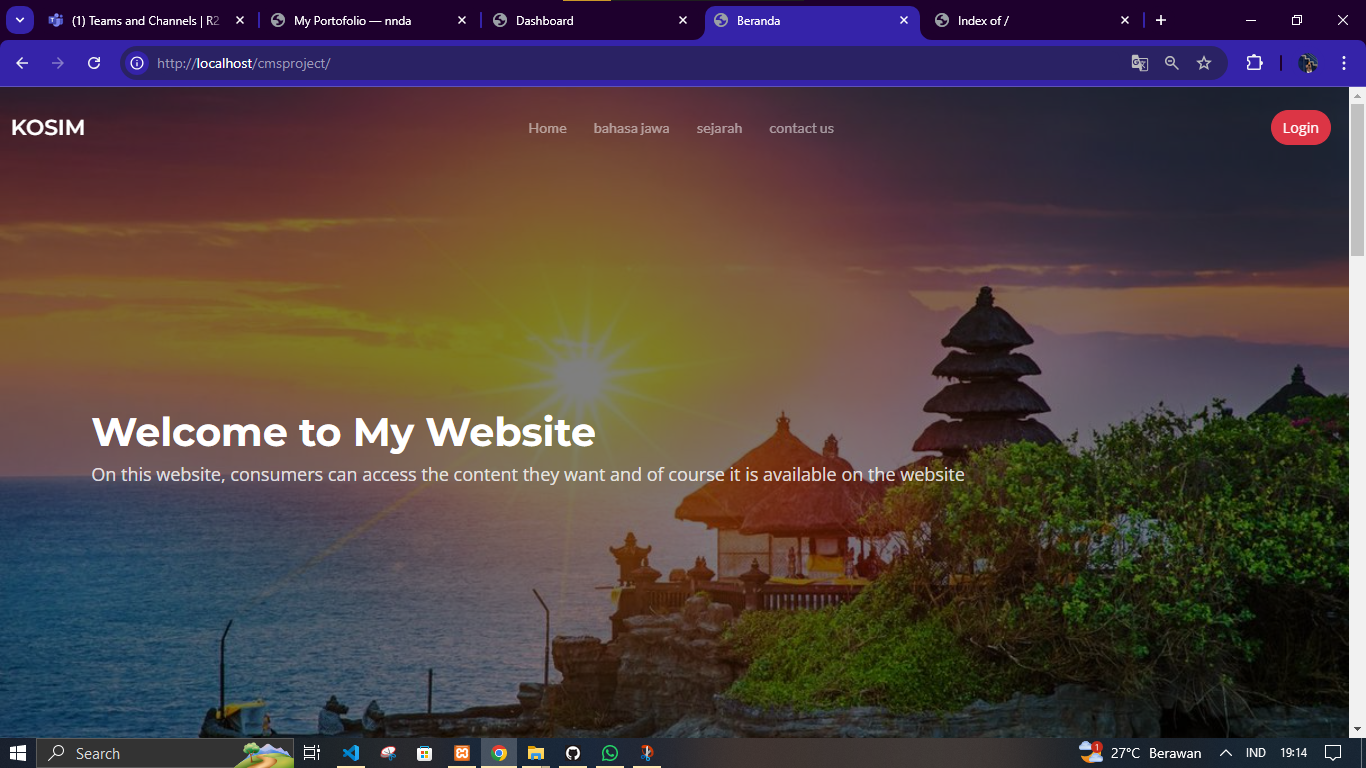 (1) Teams and Channels | R2
My Portofolio — nnda
Dashboard
Beranda
Index of /
http://localhost/cmsproject/
KOSIM
Home
bahasa jawa
sejarah
contact us
Login
Welcome to My Website
On this website, consumers can access the content they want and of course it is available on the website
Search
1
27°C Berawan
IND
19:14